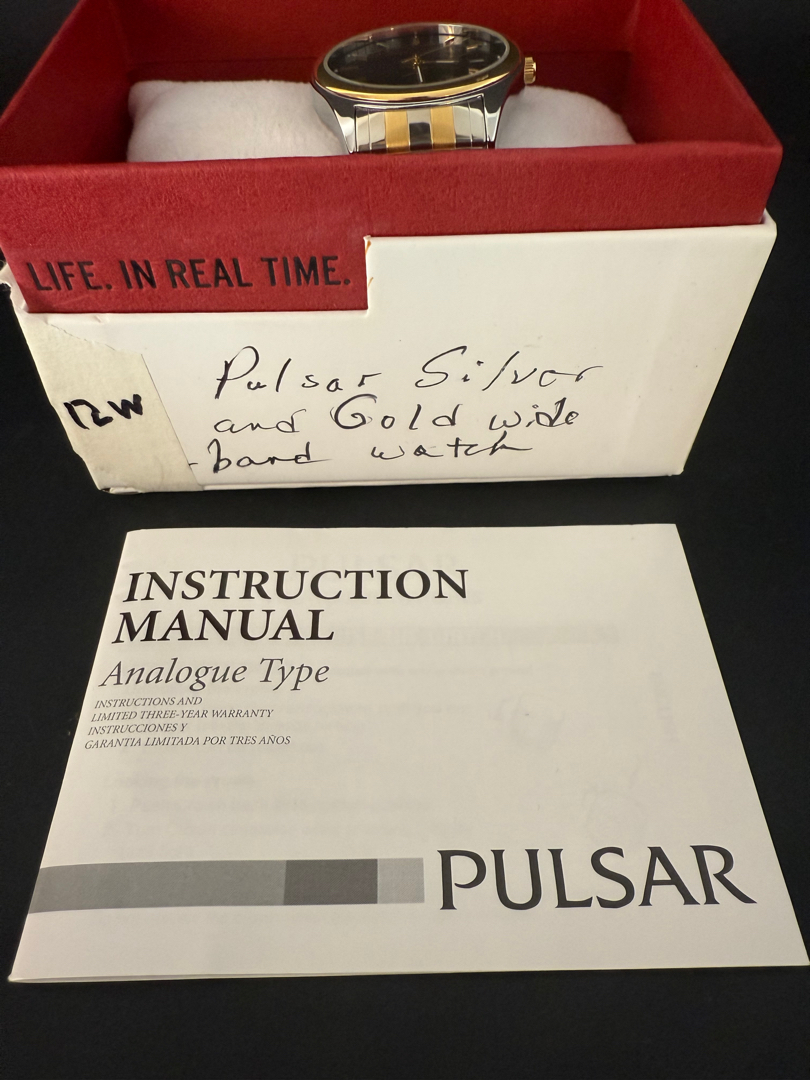 LIFE. IN REAL TIME.
12W
Pulsar Silver
and Gold wide
band watch
INSTRUCTION
MANUAL
Analogue Type
INSTRUCTIONS AND
LIMITED THREE-YEAR WARRANTY
INSTRUCCIONES Y
GARANTIA LIMITADA POR TRES AÑOS
PULSAR